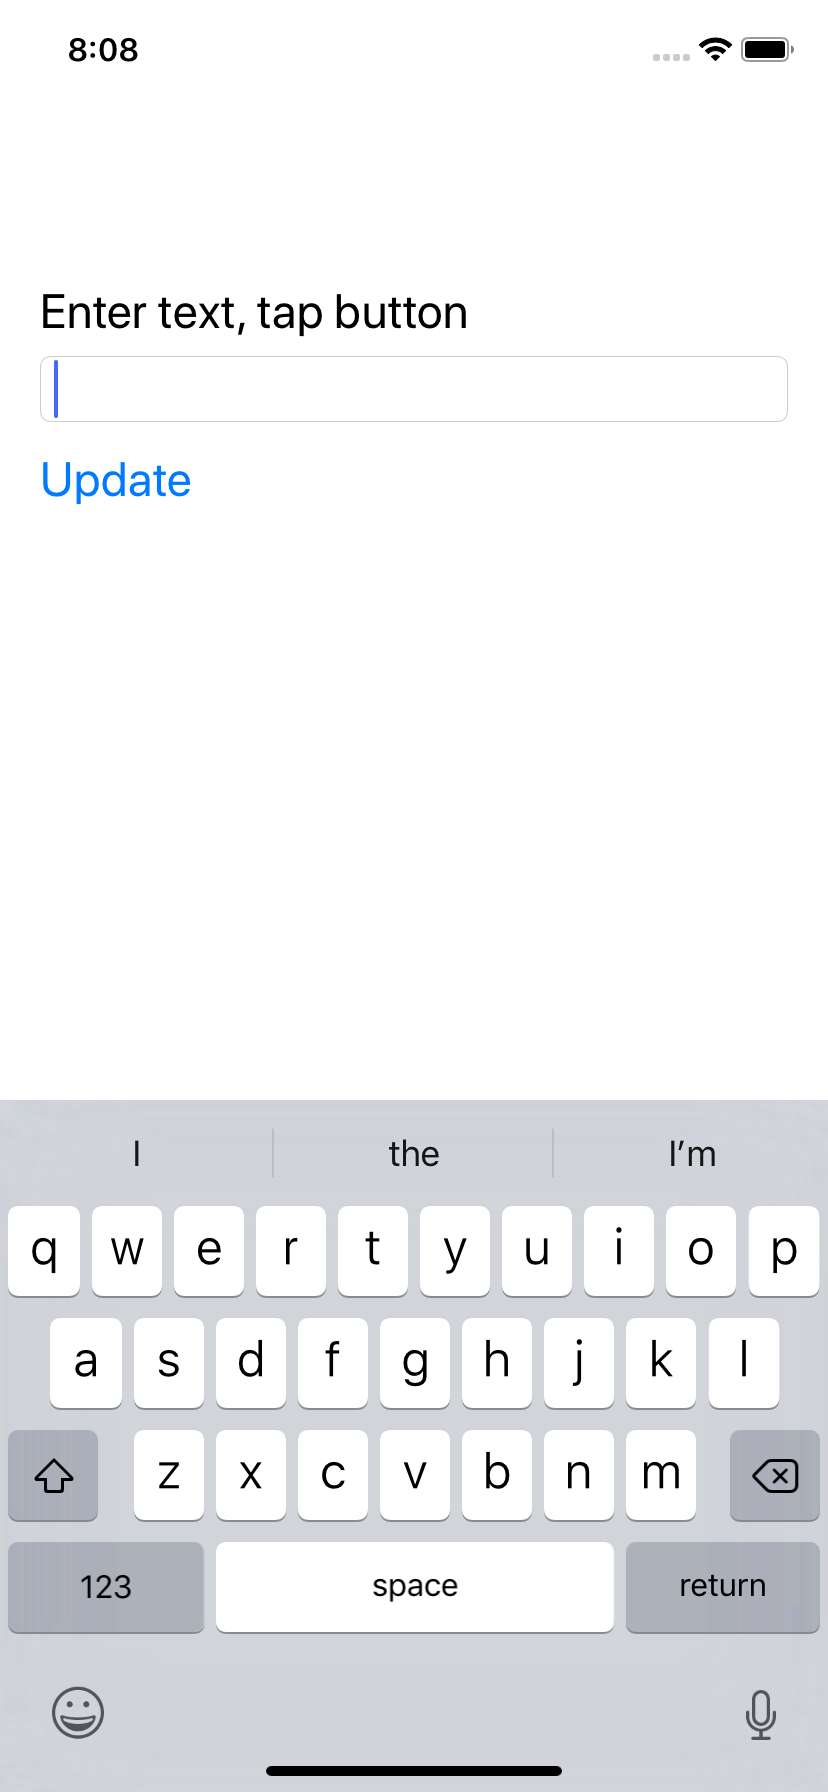 8:08
Enter text, tap button
Update
I the I’m
q w e r t y u i o p
a s d f g h j k l
z x c v b n m
123 space return